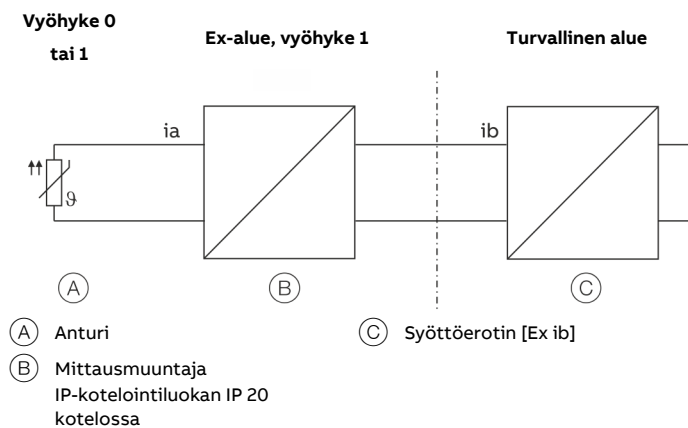 Vyöhyke 0
tai 1
Ex-alue, vyöhyke 1
Turvallinen alue
ia
ib
ϑ
A
B
C
A Anturi
B Mittausmuuntaja
IP-kotelointiluokan IP 20
kotelossa
C Syöttöerotin [Ex ib]